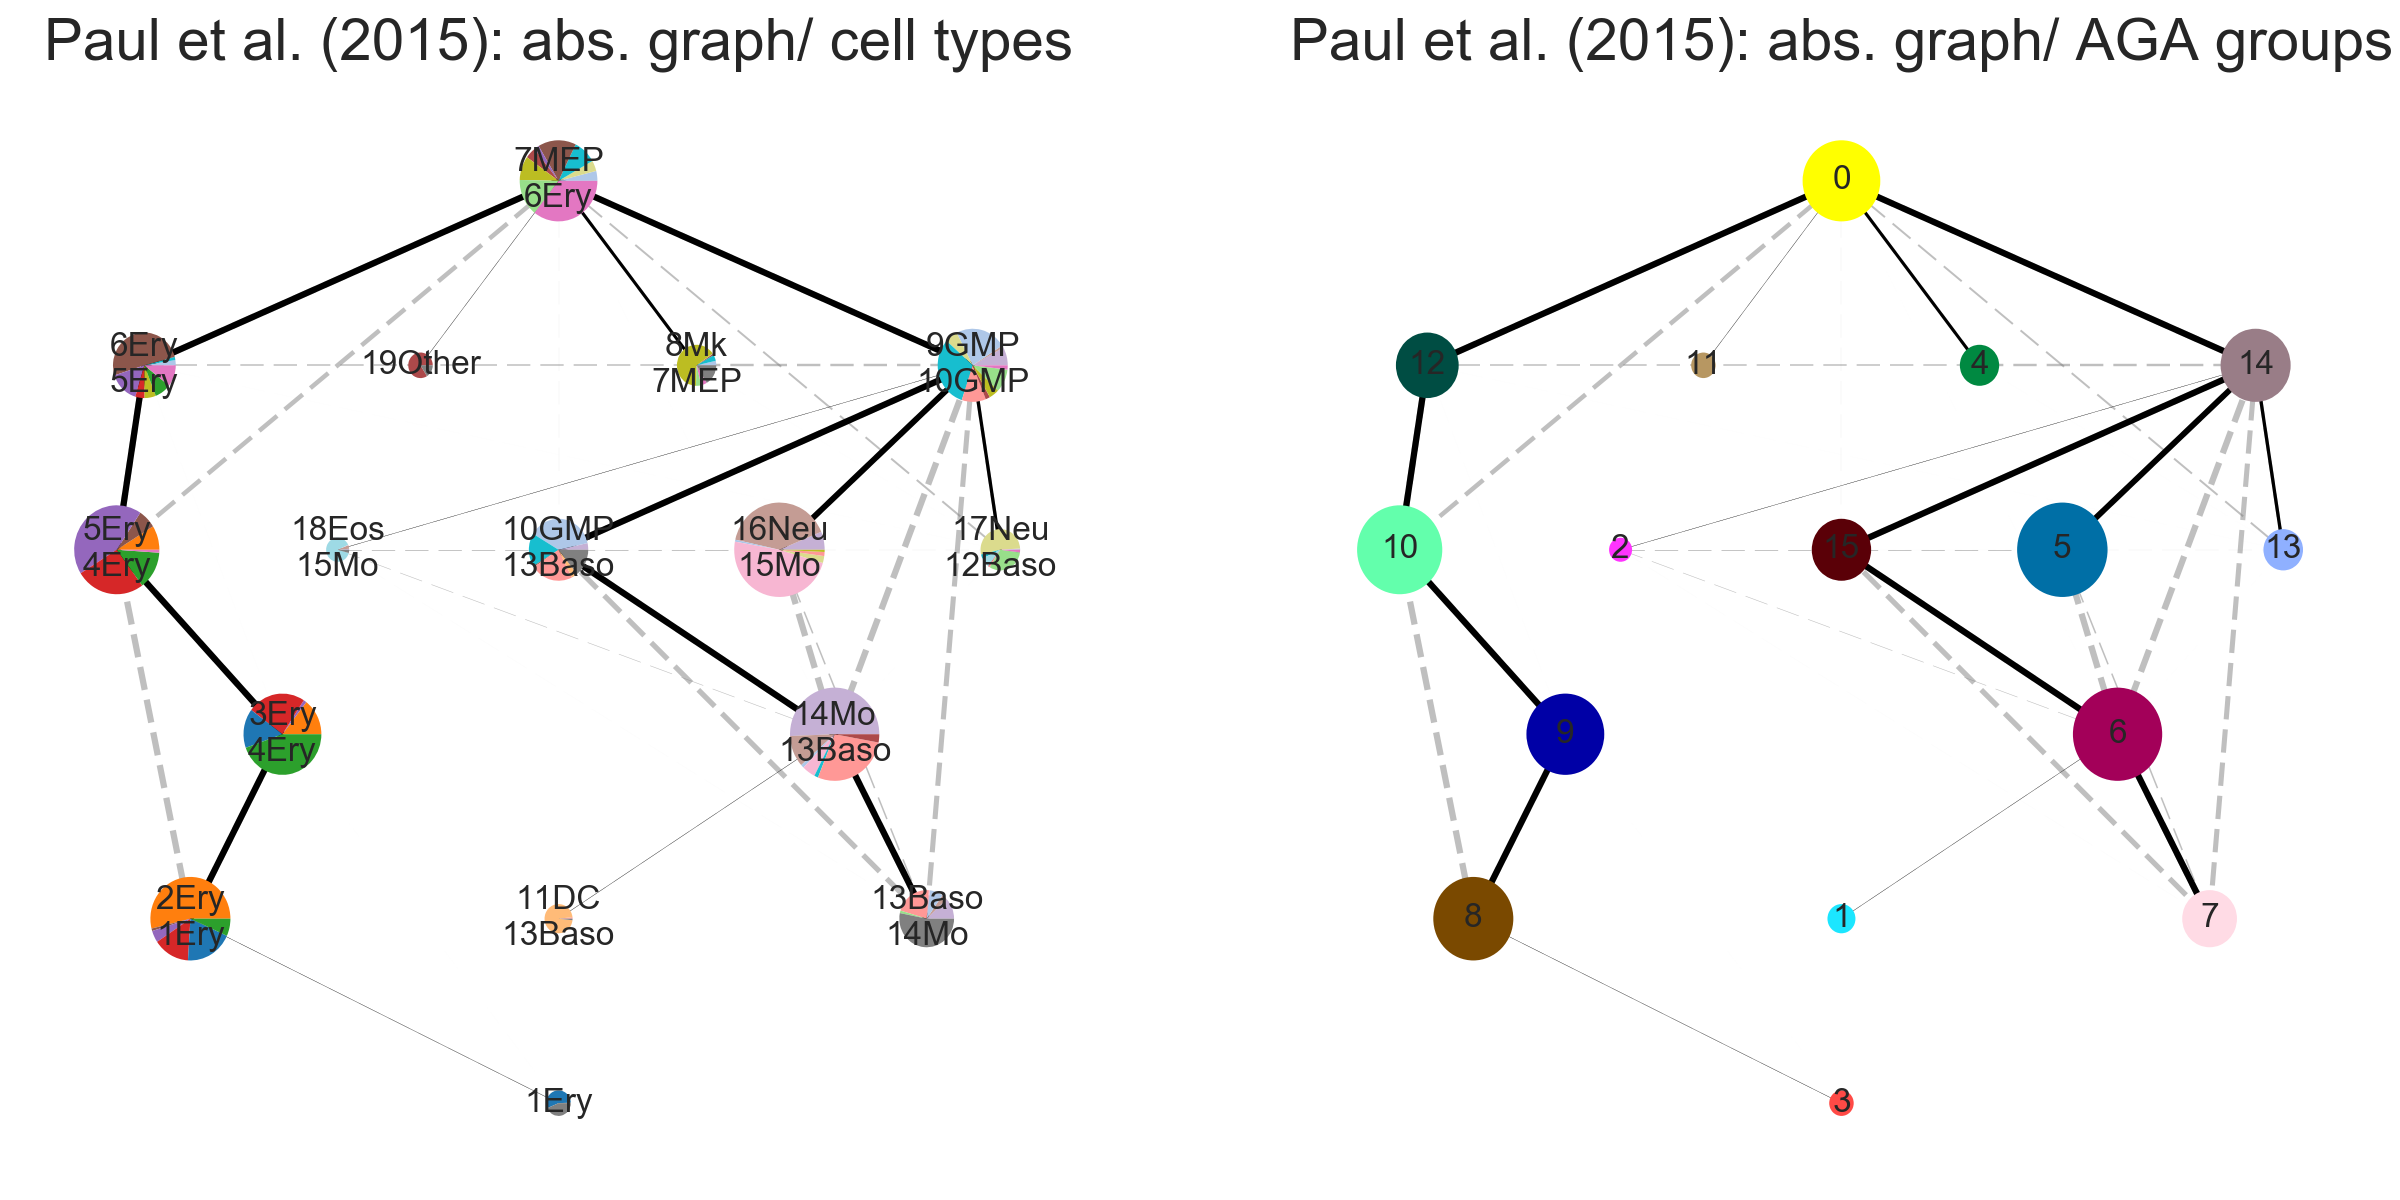 Paul et al. (2015): abs. graph/ cell types
7MEP
6Ery
6Ery
5Ery
19Other
8Mk
7MEP
9GMP
10GMP
5Ery
4Ery
18Eos
15Mo
10GMP
13Baso
16Neu
15Mo
17Neu
12Baso
3Ery
4Ery
14Mo
13Baso
2Ery
1Ery
11DC
13Baso
13Baso
14Mo
1Ery
Paul et al. (2015): abs. graph/ AGA groups
0
12
11
4
14
10
2
15
5
13
9
6
8
1
7
3